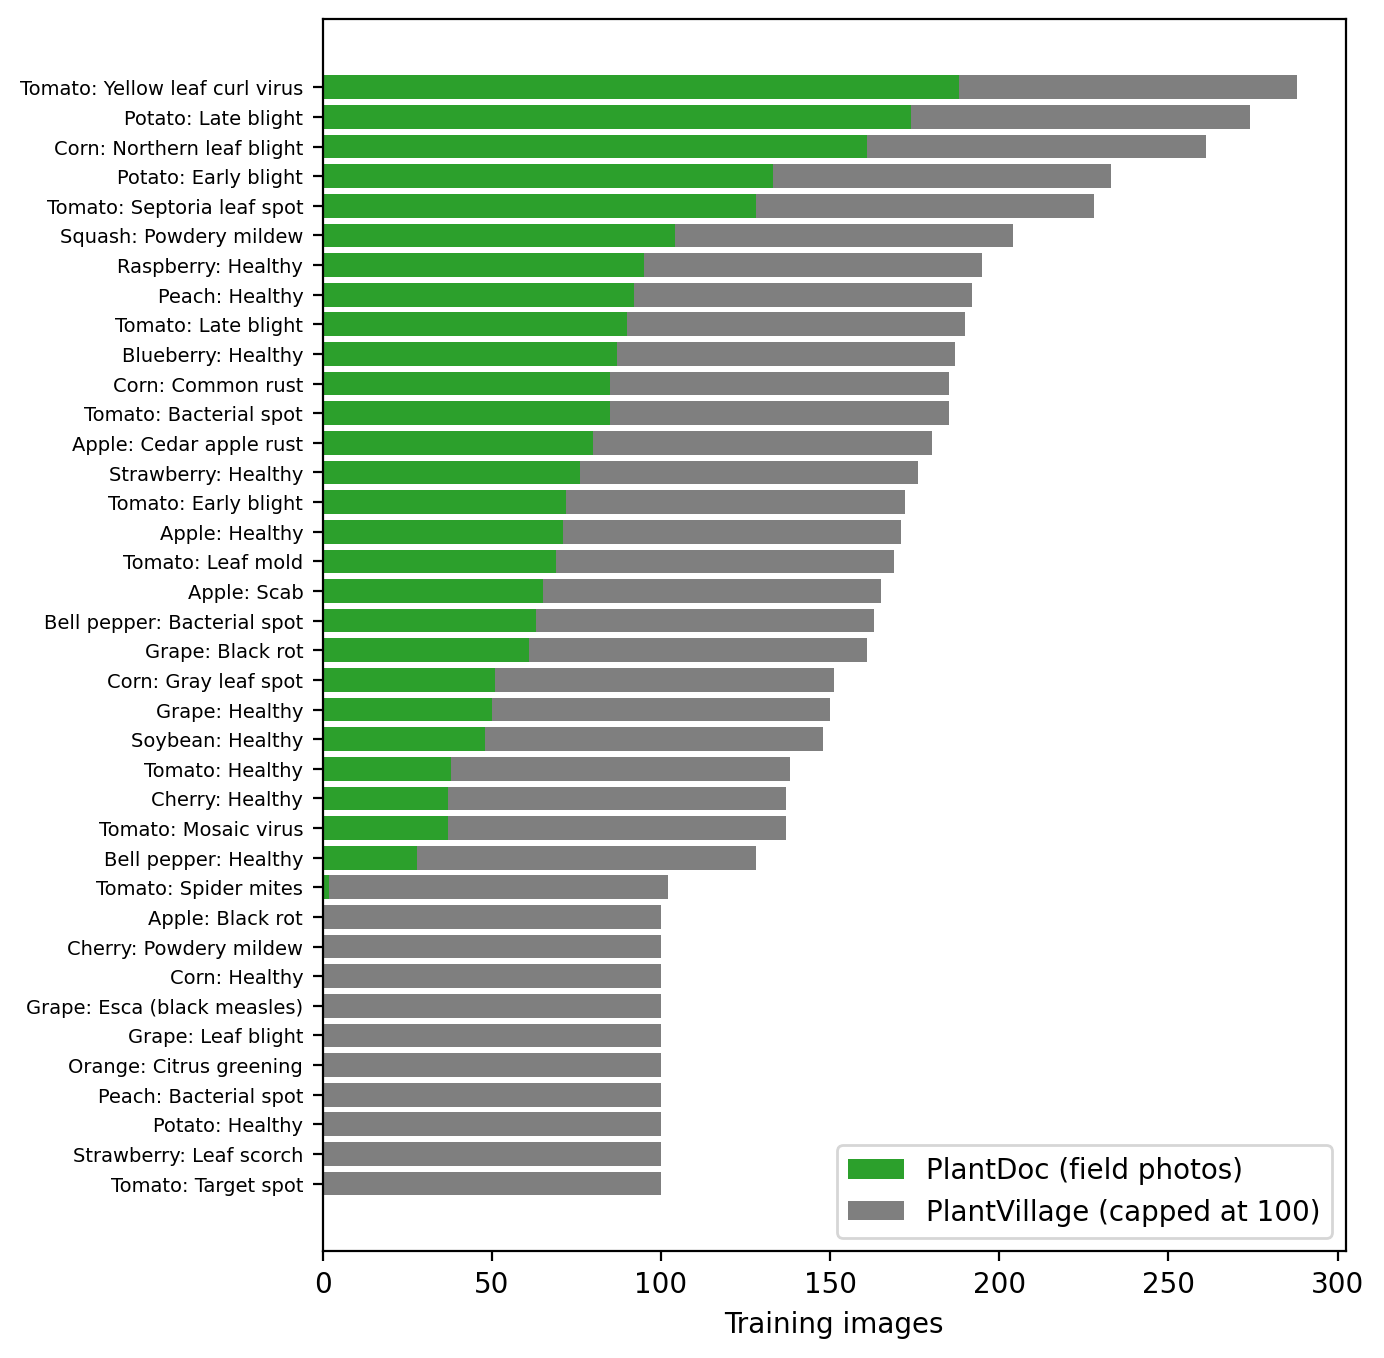 Tomato: Yellow leaf curl virus
Potato: Late blight
Corn: Northern leaf blight
Potato: Early blight
Tomato: Septoria leaf spot
Squash: Powdery mildew
Raspberry: Healthy
Peach: Healthy
Tomato: Late blight
Blueberry: Healthy
Corn: Common rust
Tomato: Bacterial spot
Apple: Cedar apple rust
Strawberry: Healthy
Tomato: Early blight
Apple: Healthy
Tomato: Leaf mold
Apple: Scab
Bell pepper: Bacterial spot
Grape: Black rot
Corn: Gray leaf spot
Grape: Healthy
Soybean: Healthy
Tomato: Healthy
Cherry: Healthy
Tomato: Mosaic virus
Bell pepper: Healthy
Tomato: Spider mites
Apple: Black rot
Cherry: Powdery mildew
Corn: Healthy
Grape: Esca (black measles)
Grape: Leaf blight
Orange: Citrus greening
Peach: Bacterial spot
Potato: Healthy
Strawberry: Leaf scorch
Tomato: Target spot
PlantDoc (field photos)
PlantVillage (capped at 100)
0 50 100 150 200 250 300
Training images